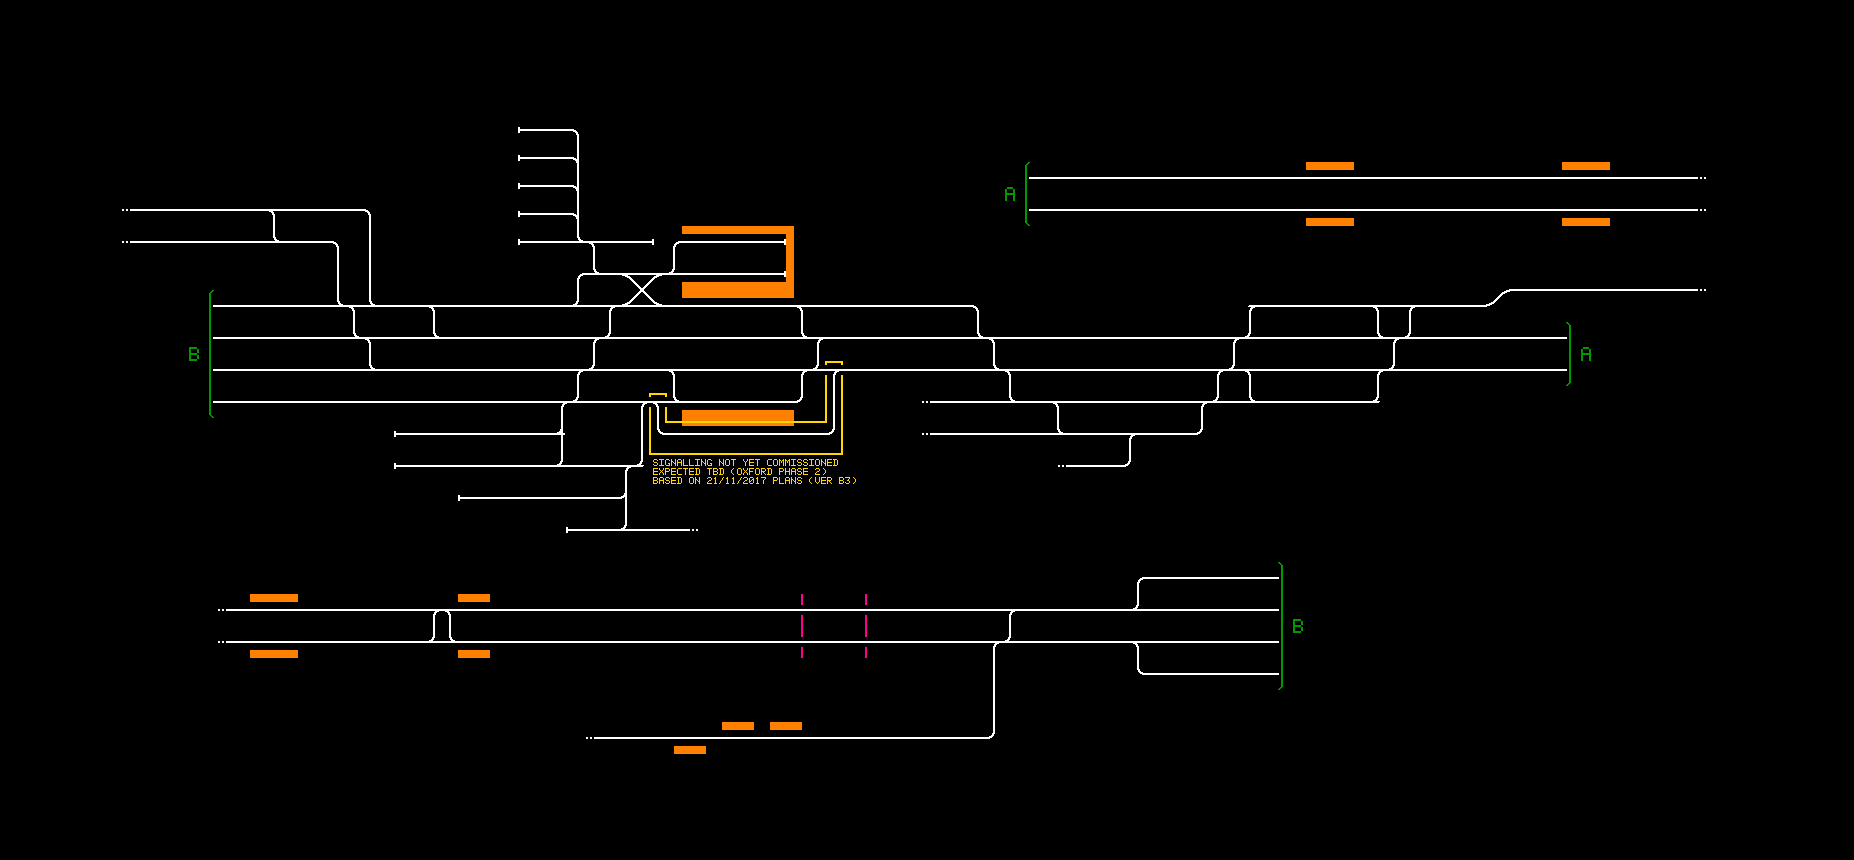 A
B
A
SIGNALLING NOT YET COMMISSIONED
EXPECTED TBD (OXFORD PHASE 2)
BASED ON 21/11/2017 PLANS (VER B3)
B